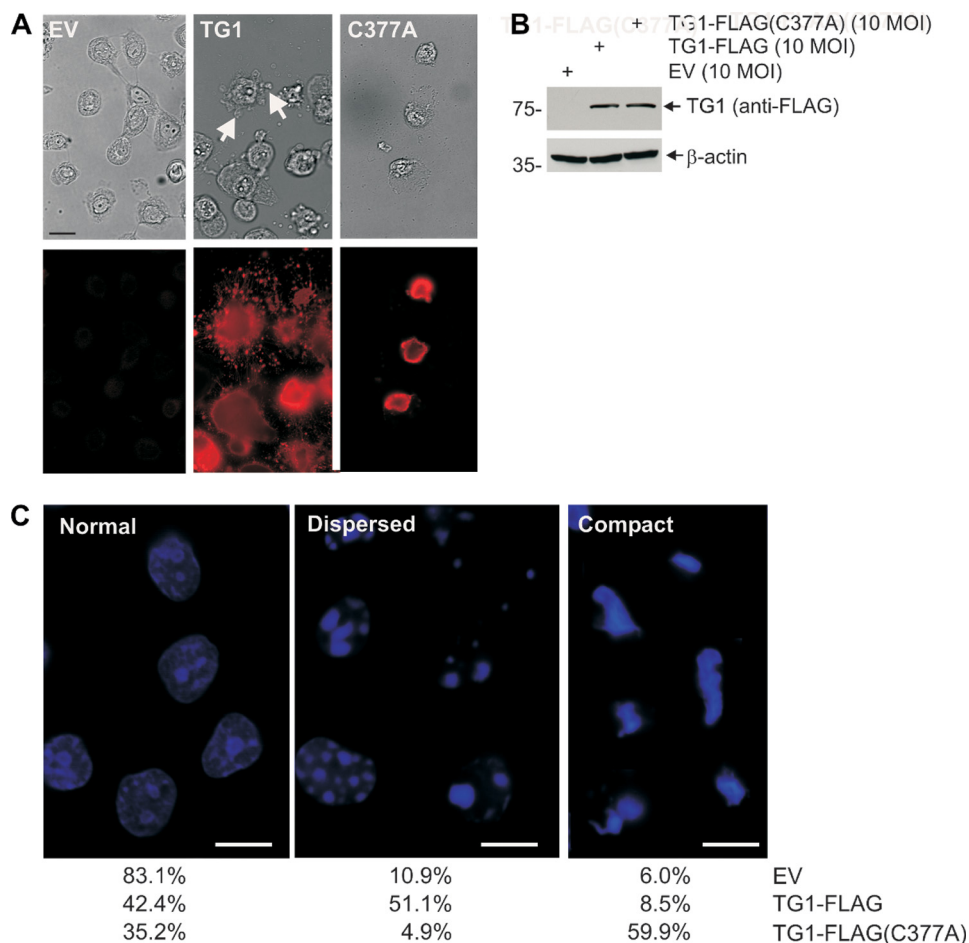 A
EV
TG1
C377A
B
+ TG1-FLAG(C377A) (10 MOI)
+ TG1-FLAG (10 MOI)
+ EV (10 MOI)
75-
TG1 (anti-FLAG)
35-
β-actin
C
Normal
Dispersed
Compact
83.1% 10.9% 6.0% EV
42.4% 51.1% 8.5% TG1-FLAG
35.2% 4.9% 59.9% TG1-FLAG(C377A)